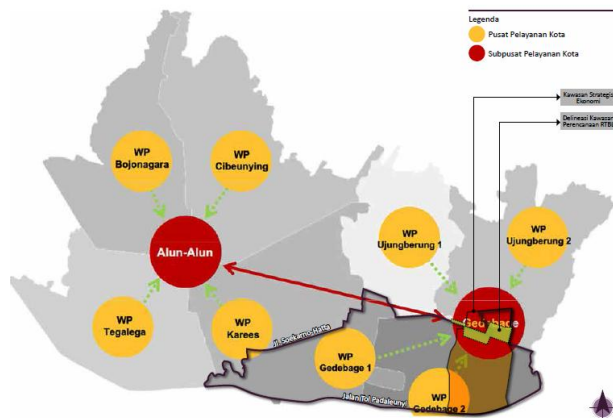 Legenda
Pusat Pelayanan Kota
Subpusat Pelayanan Kota
Kawasan Strategis
Ekonomi
Delineasi Kawasan
Perencanaan RTBL
WP
Bojonagara
WP
Cibeunying
WP
Ujungberung 1
WP
Ujungberung 2
Alun-Alun
WP
Tegalega
WP
Karees
Jl. Soekarno-Hatta
Gedebage
WP
Gedebage 1
WP
Gedebage 2
Jalan Tol Padaleunyi